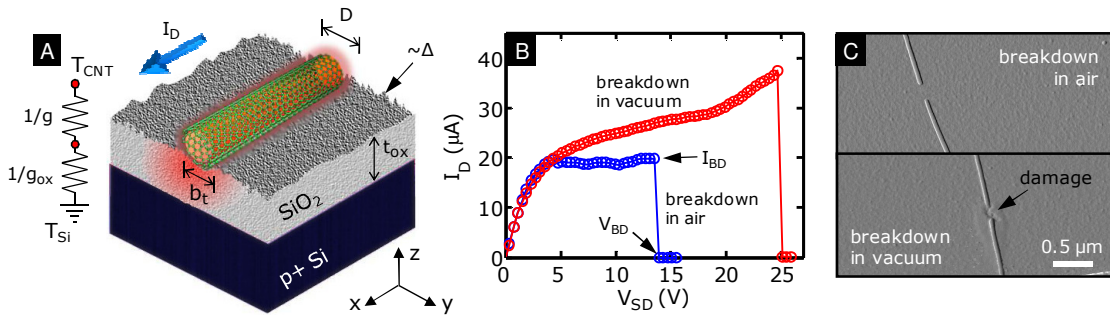 A
I_D
D
~Δ
T_CNT
1/g
1/g_ox
T_Si
b_t
t_ox
SiO₂
p+ Si
z
x
y
B
I_D (μA)
40
30
20
10
0
0
5
10
15
20
25
V_SD (V)
breakdown
in vacuum
I_BD
breakdown
in air
V_BD
C
breakdown
in air
damage
breakdown
in vacuum
0.5 μm